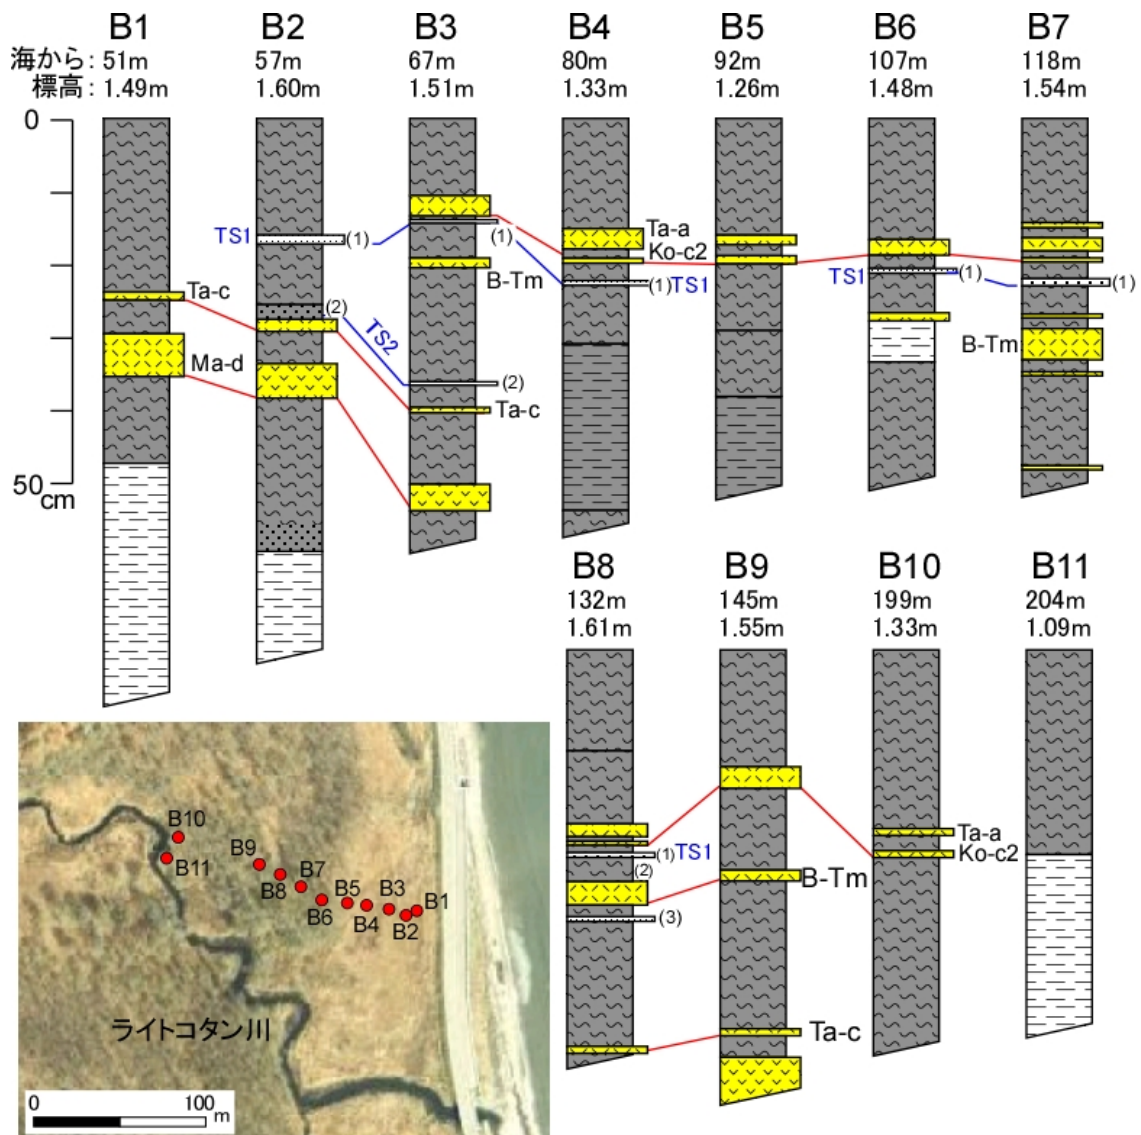 B1 B2 B3 B4 B5 B6 B7
海から: 51m 57m 67m 80m 92m 107m 118m
標高: 1.49m 1.60m 1.51m 1.33m 1.26m 1.48m 1.54m
0
50
cm
Ta-c
Ma-d
TS1 (1)
(2)
TS2
(1)
B-Tm
(2)
Ta-c
Ta-a
Ko-c2
(1) TS1
TS1 (1)
(1)
B-Tm
B8 B9 B10 B11
132m 145m 199m 204m
1.61m 1.55m 1.33m 1.09m
(1) TS1
(2)
(3)
B-Tm
Ta-c
Ta-a
Ko-c2
B10
B11
B9
B8
B7
B6
B5
B4
B3
B2
B1
ライトコタン川
0 100
m